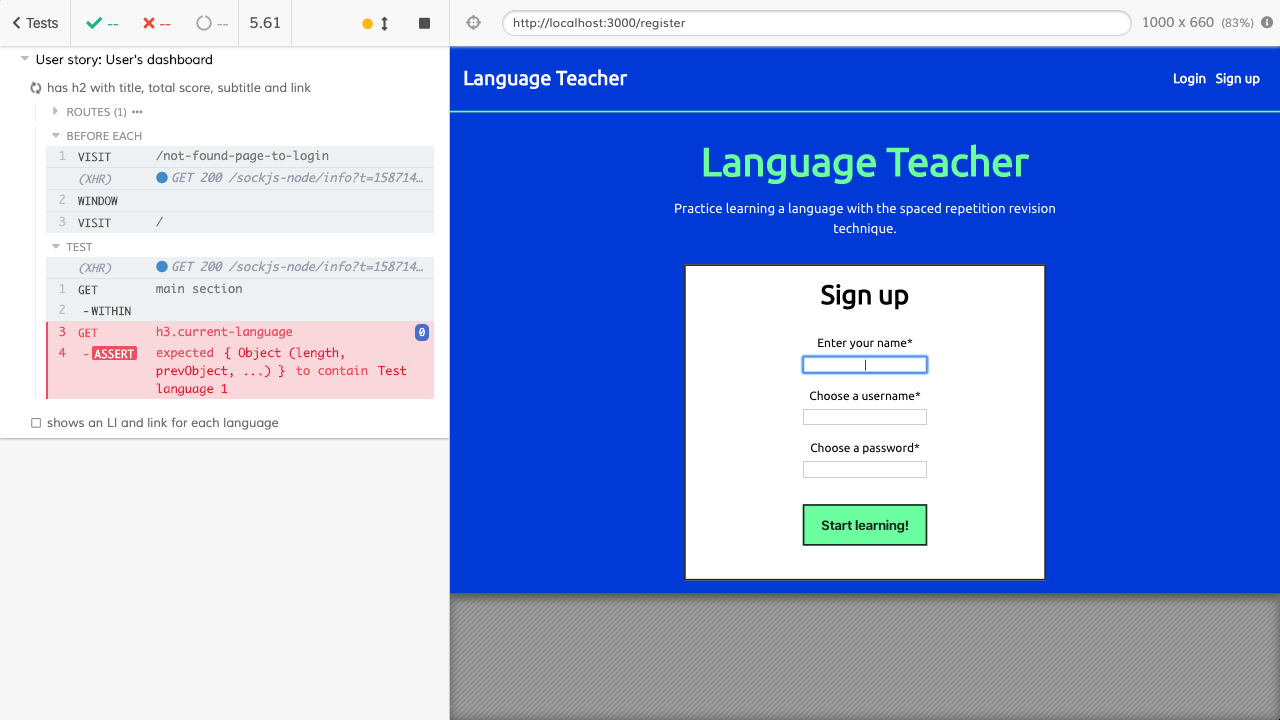 Tests -- -- -- 5.61
http://localhost:3000/register 1000 x 660 (83%)
User story: User's dashboard
has h2 with title, total score, subtitle and link
ROUTES (1) •••
BEFORE EACH
1 VISIT /not-found-page-to-login
(XHR) GET 200 /sockjs-node/info?t=158714…
2 WINDOW
3 VISIT /
TEST
(XHR) GET 200 /sockjs-node/info?t=158714…
1 GET main section
2 -WITHIN
3 GET h3.current-language 0
4 -ASSERT expected { Object (length,
prevObject, ...) } to contain Test
language 1
shows an LI and link for each language
Language Teacher
Login Sign up
Language Teacher
Practice learning a language with the spaced repetition revision
technique.
Sign up
Enter your name*
Choose a username*
Choose a password*
Start learning!